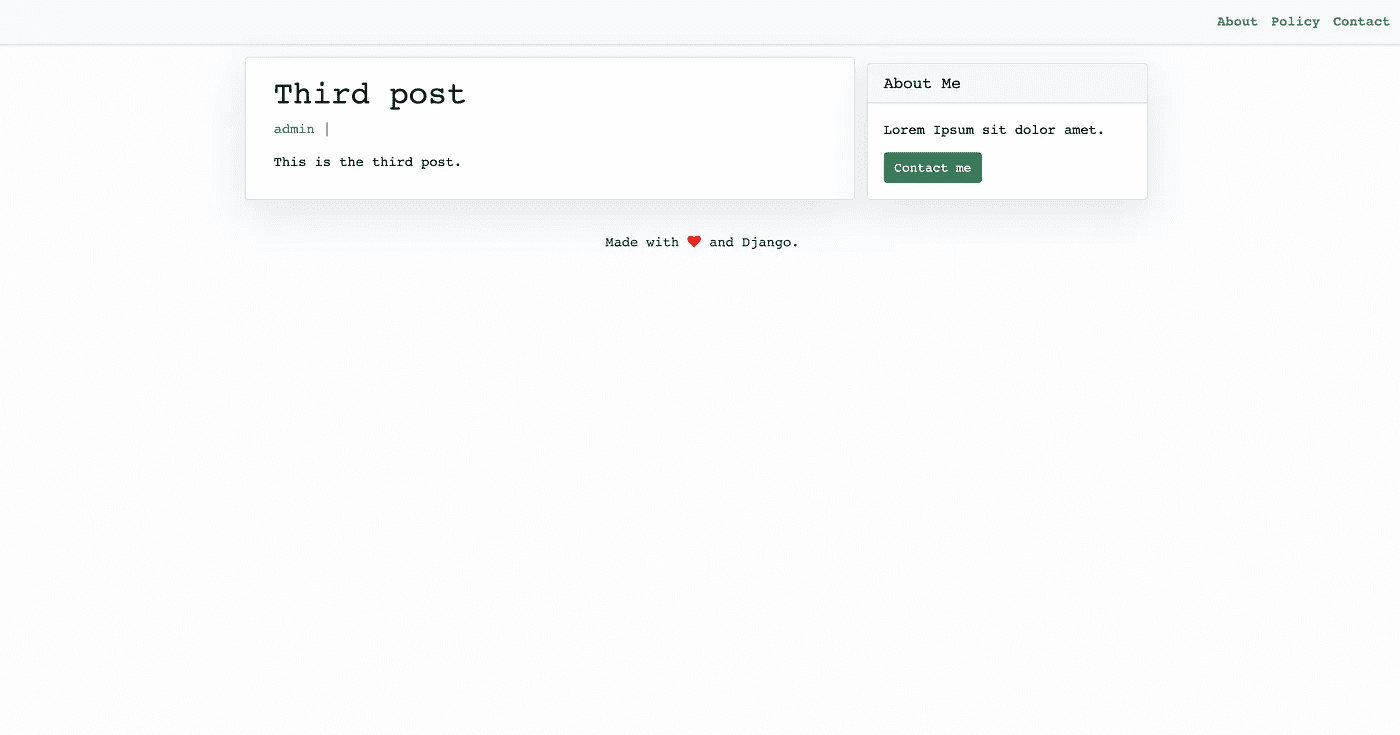 About Policy Contact
Third post
admin |
This is the third post.
About Me
Lorem Ipsum sit dolor amet.
Contact me
Made with ❤️ and Django.